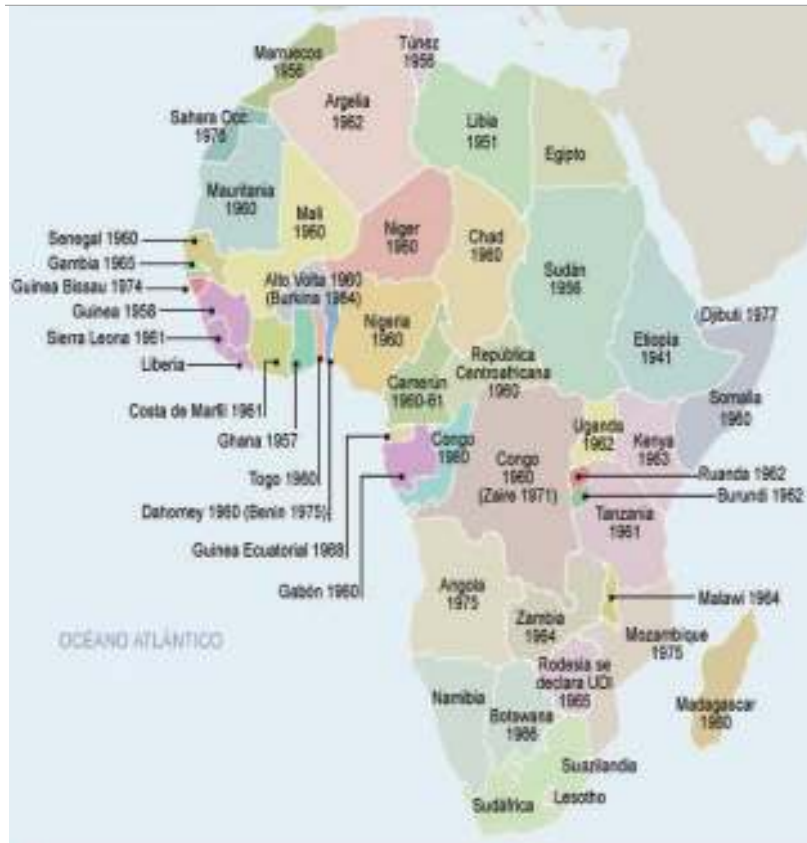 Marruecos
1956
Túnez
1956
Argelia
1962
Libia
1951
Egipto
Sahara Occ.
1976
Mauritania
1960
Mali
1960
Niger
1960
Chad
1960
Sudán
1956
Senegal 1960
Gambia 1965
Guinea Bissau 1974
Guinea 1958
Sierra Leona 1961
Liberia
Alto Volta 1960
(Burkina 1984)
Nigeria
1960
Djibuti 1977
Etiopia
1941
Somalia
1960
República
Centroafricana
1960
Camerún
1960-61
Costa de Marfil 1961
Ghana 1957
Togo 1960
Dahomey 1960 (Benin 1975)
Guinea Ecuatorial 1968
Gabón 1960
Congo
1960
Congo
1960
(Zaire 1971)
Uganda
1962
Kenya
1963
Ruanda 1962
Burundi 1962
Tanzania
1961
Angola
1975
Zambia
1964
Malawi 1964
Mozambique
1975
OCÉANO ATLÁNTICO
Rodesia se
declara UDI
1965
Namibia
Botswana
1966
Madagascar
1960
Suazilandia
Lesotho
Sudáfrica